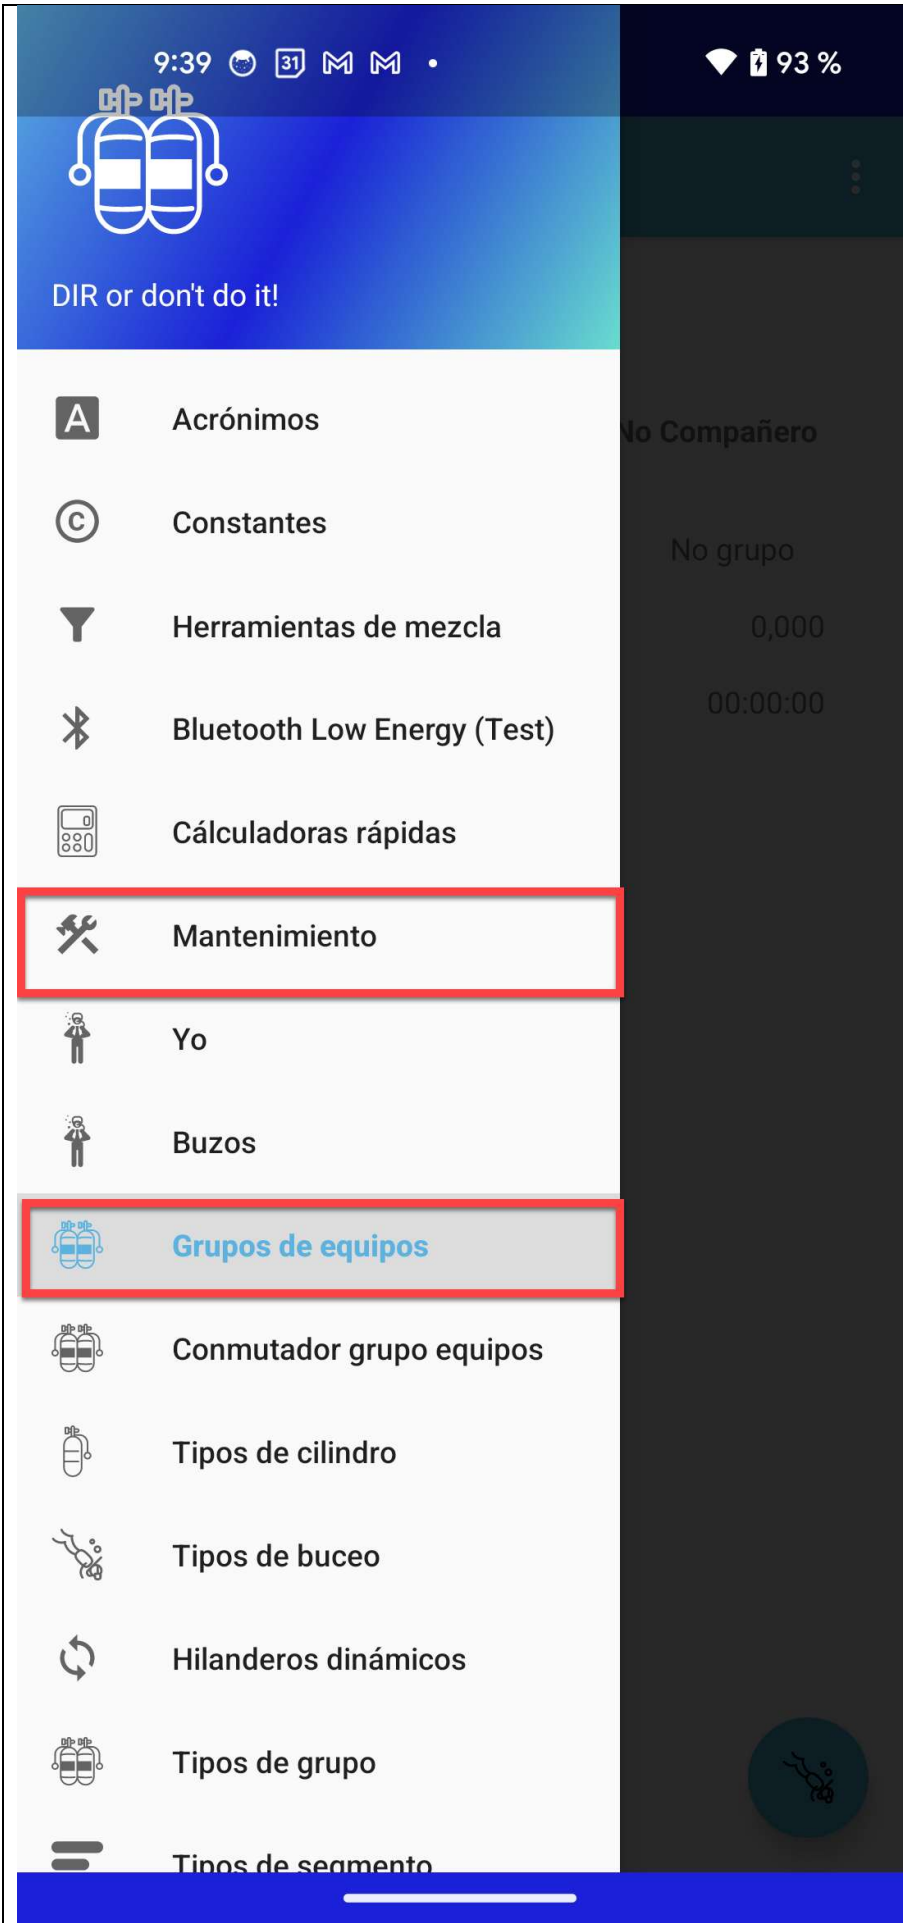 9:39 31 93 %
DIR or don't do it!
Acrónimos
Constantes
Herramientas de mezcla
Bluetooth Low Energy (Test)
Cálculadoras rápidas
Mantenimiento
Yo
Buzos
Grupos de equipos
Conmutador grupo equipos
Tipos de cilindro
Tipos de buceo
Hilanderos dinámicos
Tipos de grupo
Tipos de segmento
No Compañero
No grupo
0,000
00:00:00